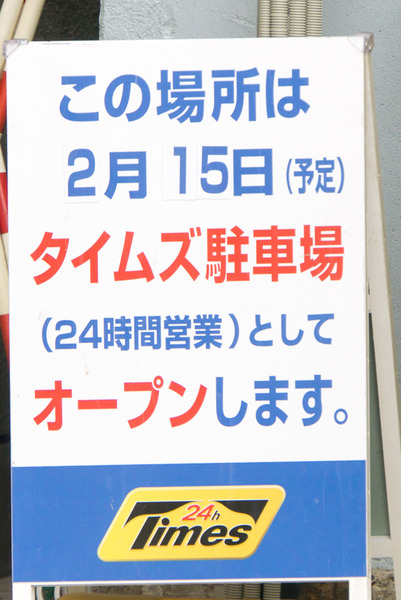 この場所は
2月15日(予定)
タイムズ駐車場
(24時間営業)として
オープンします。
24h
Times